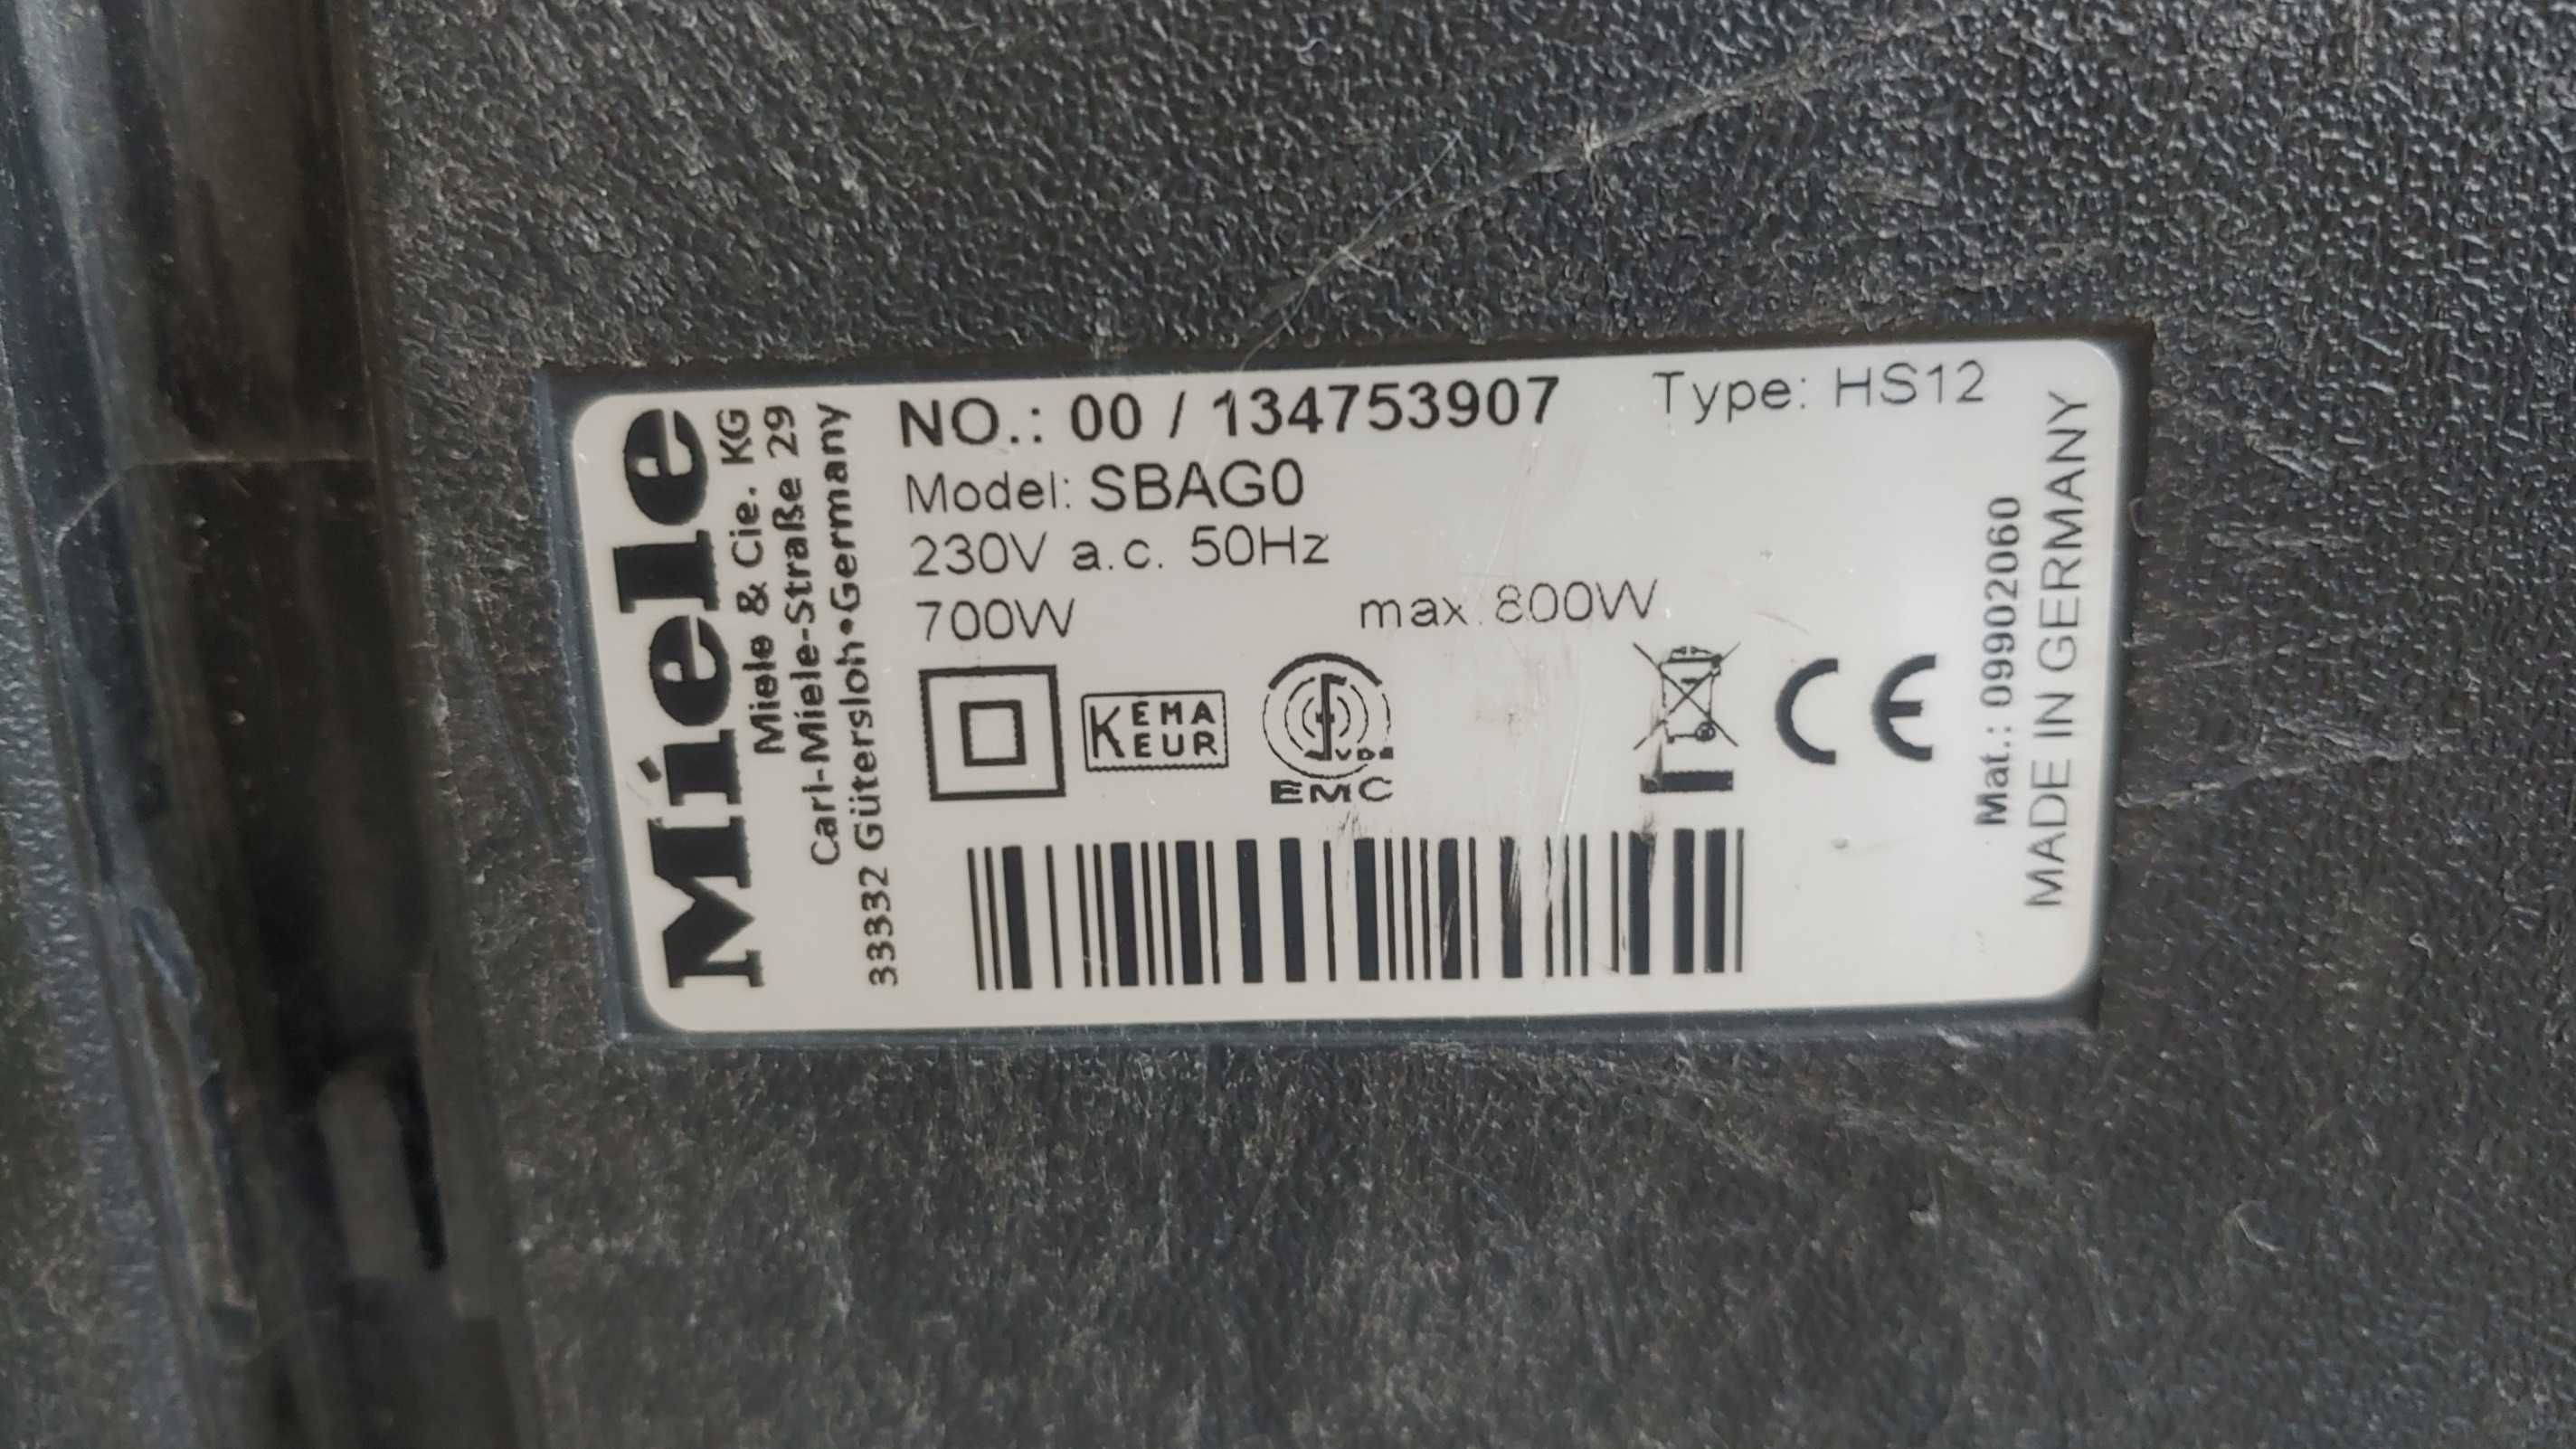 Miele
Miele & Cie. KG
Carl-Miele-Straße 29
33332 Gütersloh•Germany
NO.: 00 / 134753907 Type: HS12
Model: SBAG0
230V a.c. 50Hz
700W max. 800W
KEMA
KEUR
VDE
EMC
CE
Mat.: 09902060
MADE IN GERMANY